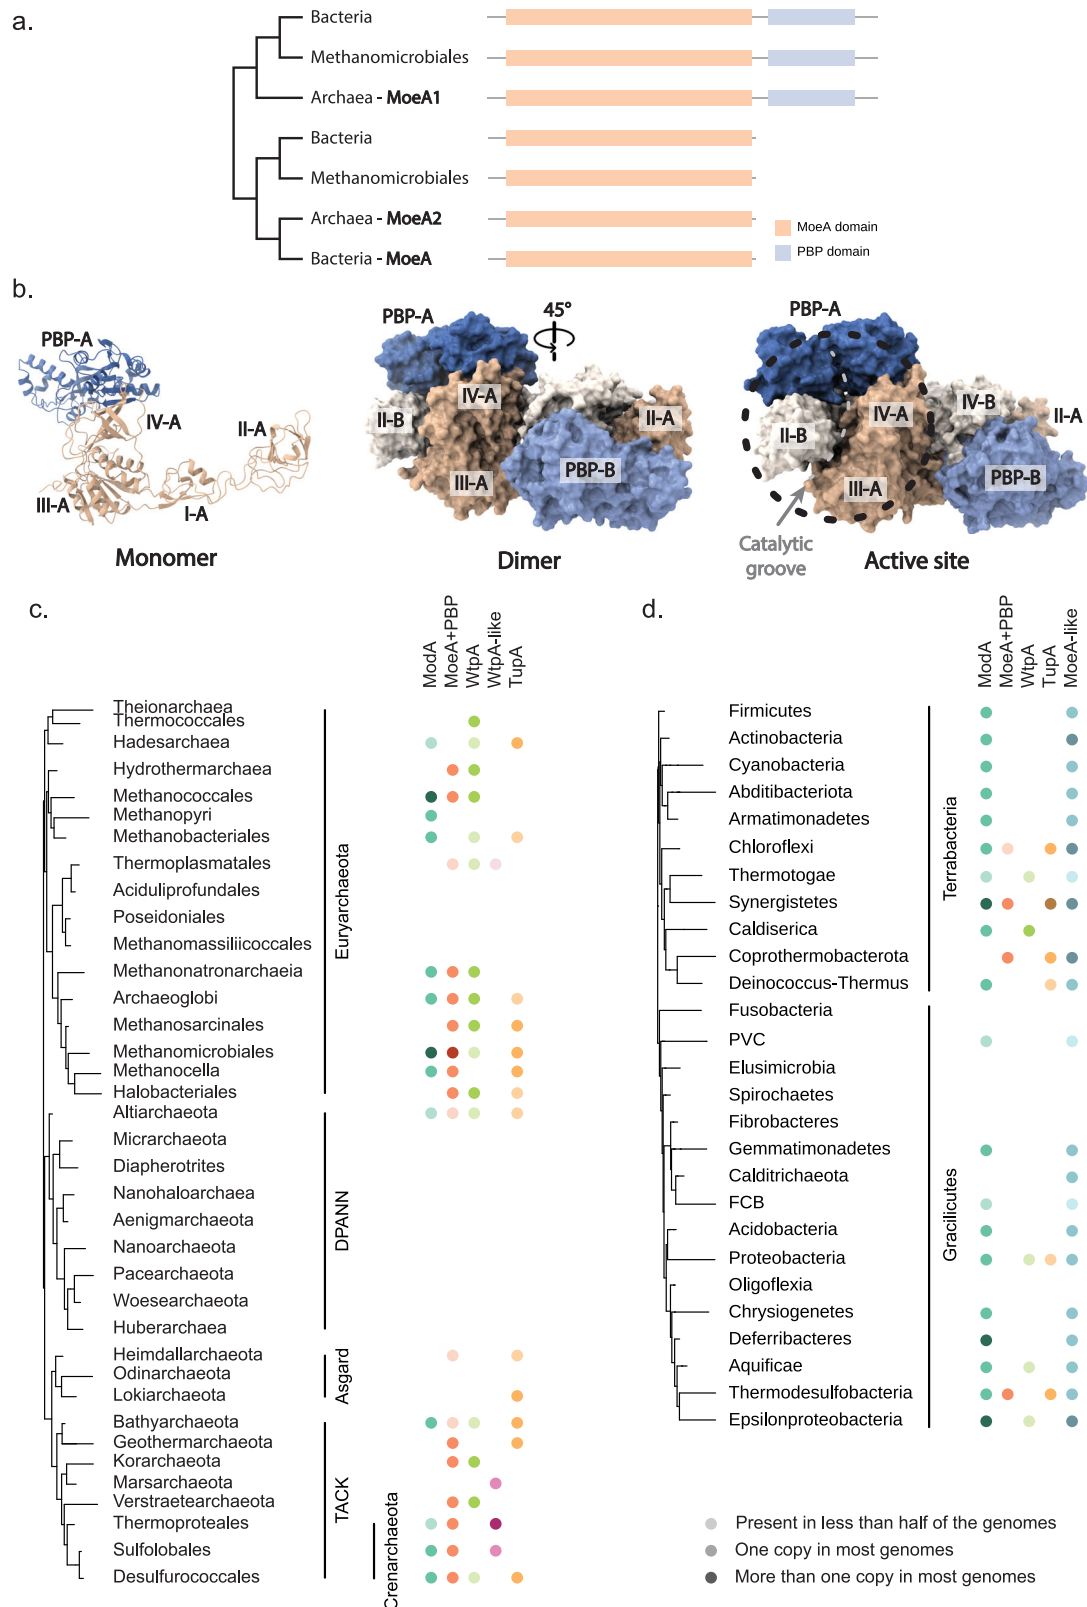 a.
Bacteria
Methanomicrobiales
Archaea - MoeA1
Bacteria
Methanomicrobiales
Archaea - MoeA2
Bacteria - MoeA
MoeA domain
PBP domain
b.
PBP-A
IV-A
II-A
III-A
I-A
Monomer
PBP-A
45°
IV-A
II-B
II-A
III-A
PBP-B
Dimer
PBP-A
IV-A
IV-B
II-A
II-B
III-A
PBP-B
Catalytic
groove
Active site
c.
ModA
MoeA+PBP
WtpA
WtpA-like
TupA
Theionarchaea
Thermococcales
Hadesarchaea
Hydrothermarchaea
Methanococcales
Methanopyri
Methanobacteriales
Thermoplasmatales
Aciduliprofundales
Poseidoniales
Methanomassiliicoccales
Methanonatronarchaeia
Archaeoglobi
Methanosarcinales
Methanomicrobiales
Methanocella
Halobacteriales
Altiarchaeota
Micrarchaeota
Diapherotrites
Nanohaloarchaea
Aenigmarchaeota
Nanoarchaeota
Pacearchaeota
Woesearchaeota
Huberarchaea
Heimdallarchaeota
Odinarchaeota
Lokiarchaeota
Bathyarchaeota
Geothermarchaeota
Korarchaeota
Marsarchaeota
Verstraetearchaeota
Thermoproteales
Sulfolobales
Desulfurococcales
Euryarchaeota
DPANN
Asgard
TACK
Crenarchaeota
d.
ModA
MoeA+PBP
WtpA
TupA
MoeA-like
Firmicutes
Actinobacteria
Cyanobacteria
Abditibacteriota
Armatimonadetes
Chloroflexi
Thermotogae
Synergistetes
Caldiserica
Coprothermobacterota
Deinococcus-Thermus
Fusobacteria
PVC
Elusimicrobia
Spirochaetes
Fibrobacteres
Gemmatimonadetes
Calditrichaeota
FCB
Acidobacteria
Proteobacteria
Oligoflexia
Chrysiogenetes
Deferribacteres
Aquificae
Thermodesulfobacteria
Epsilonproteobacteria
Terrabacteria
Gracilicutes
Present in less than half of the genomes
One copy in most genomes
More than one copy in most genomes